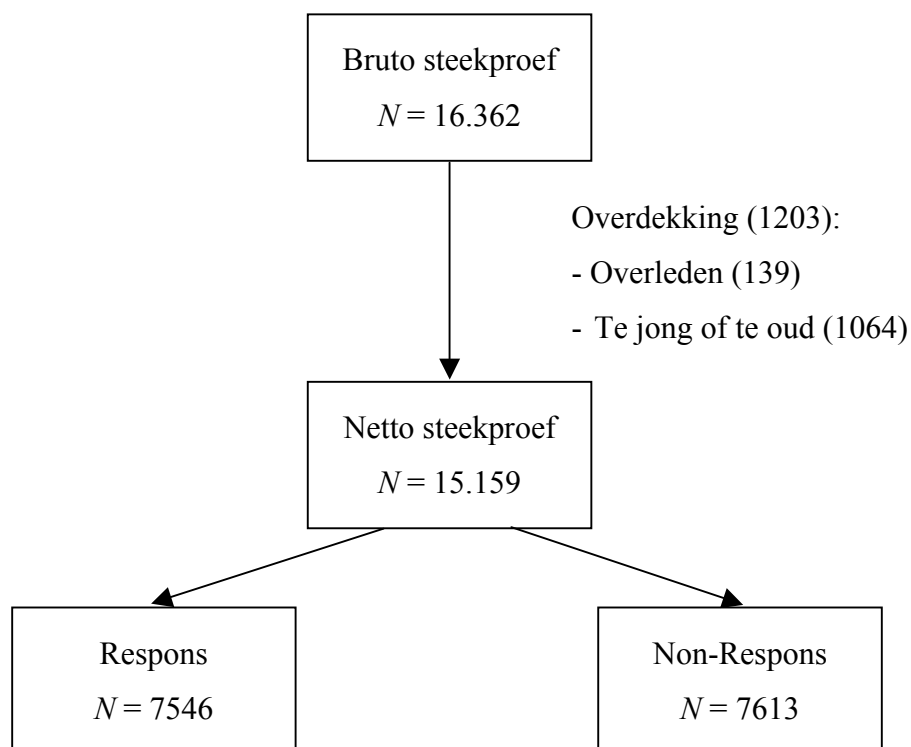 Bruto steekproef
N = 16.362
Overdekking (1203):
- Overleden (139)
- Te jong of te oud (1064)
Netto steekproef
N = 15.159
Respons
N = 7546
Non-Respons
N = 7613